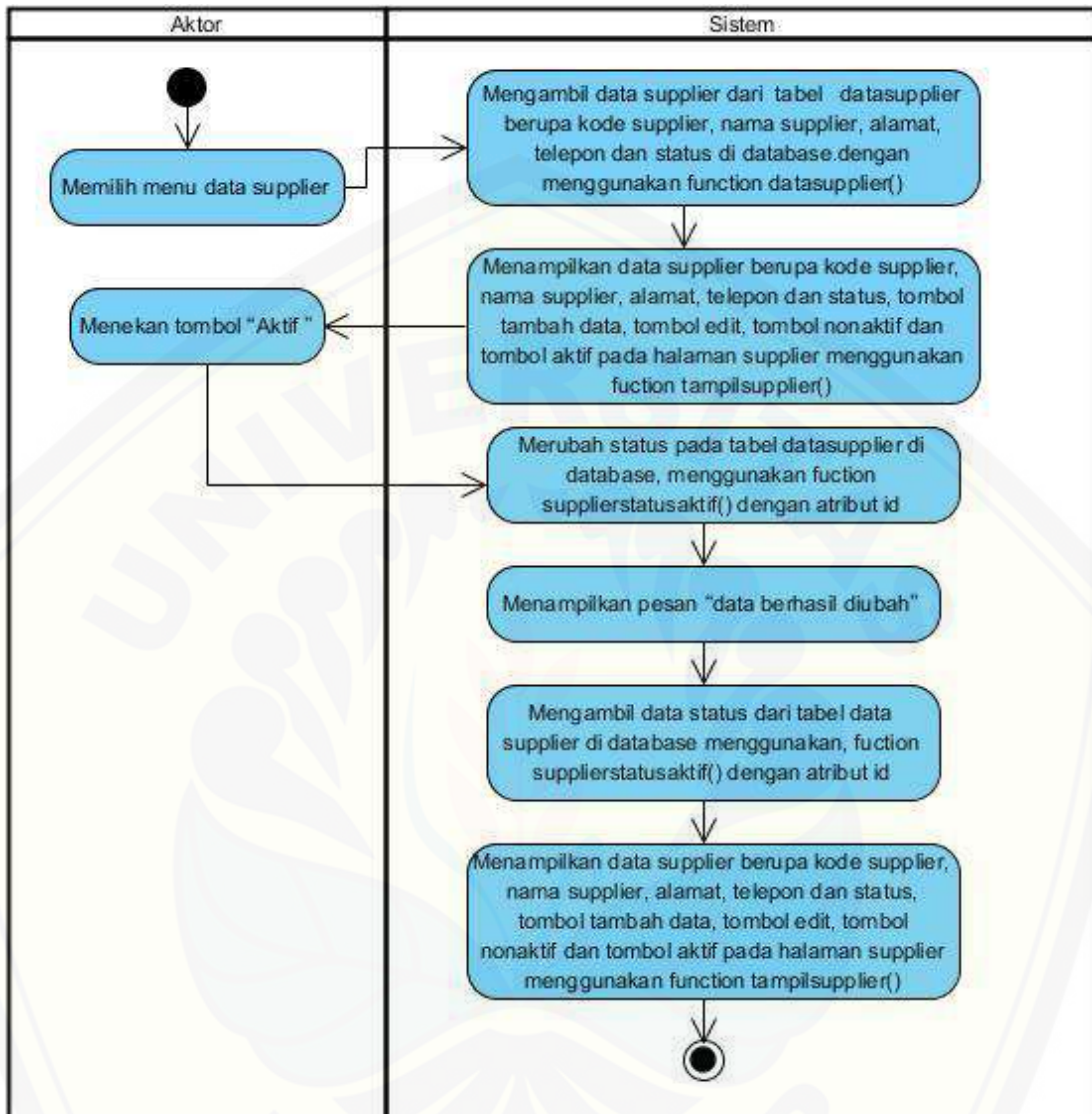 Aktor
Sistem
Memilih menu data supplier
Mengambil data supplier dari tabel datasupplier
berupa kode supplier, nama supplier, alamat,
telepon dan status di database.dengan
menggunakan function datasupplier()
Menampilkan data supplier berupa kode supplier,
nama supplier, alamat, telepon dan status, tombol
tambah data, tombol edit, tombol nonaktif dan
tombol aktif pada halaman supplier menggunakan
fuction tampilsupplier()
Menekan tombol “Aktif ”
Merubah status pada tabel datasupplier di
database, menggunakan fuction
supplierstatusaktif() dengan atribut id
Menampilkan pesan “data berhasil diubah”
Mengambil data status dari tabel data
supplier di database menggunakan, fuction
supplierstatusaktif() dengan atribut id
Menampilkan data supplier berupa kode supplier,
nama supplier, alamat, telepon dan status,
tombol tambah data, tombol edit, tombol
nonaktif dan tombol aktif pada halaman supplier
menggunakan function tampilsupplier()